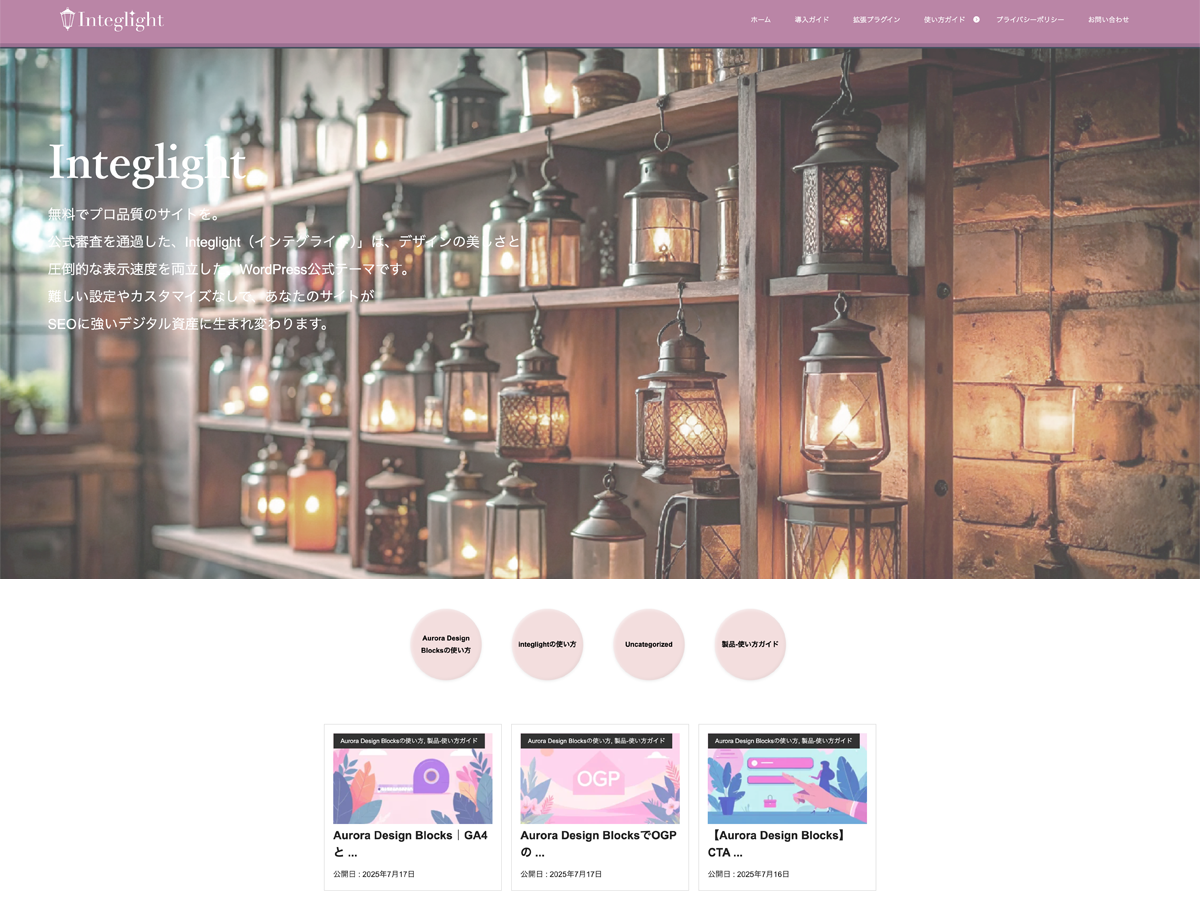 Integlight
ホーム 導入ガイド 拡張プラグイン 使い方ガイド プライバシーポリシー お問い合わせ
Integlight
無料でプロ品質のサイトを。
公式審査を通過した、Integlight（インテグライト）」は、デザインの美しさと
圧倒的な表示速度を両立した、WordPress公式テーマです。
難しい設定やカスタマイズなしで、あなたのサイトが
SEOに強いデジタル資産に生まれ変わります。
Aurora Design
Blocksの使い方
integlightの使い方
Uncategorized
製品-使い方ガイド
Aurora Design Blocksの使い方, 製品-使い方ガイド
Aurora Design Blocks｜GA4
と ...
公開日 : 2025年7月17日
Aurora Design Blocksの使い方, 製品-使い方ガイド
OGP
Aurora Design BlocksでOGP
の ...
公開日 : 2025年7月17日
Aurora Design Blocksの使い方, 製品-使い方ガイド
【Aurora Design Blocks】
CTA ...
公開日 : 2025年7月16日